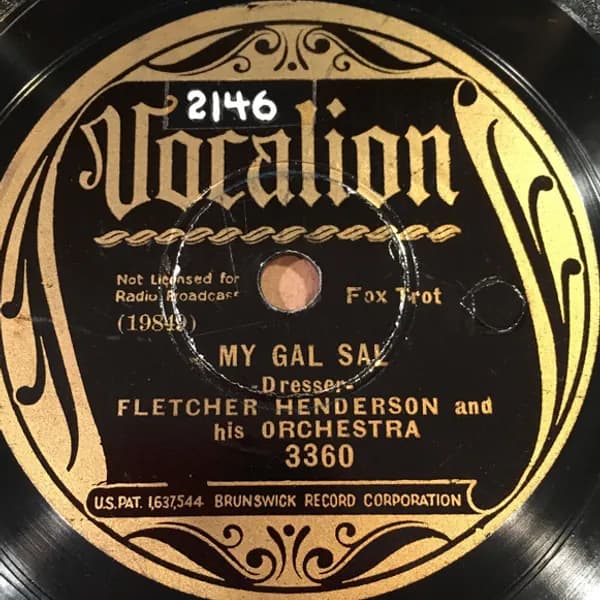 2146
Vocalion
Not Licensed for
Radio Broadcast
Fox Trot
(19849)
MY GAL SAL
-Dresser-
FLETCHER HENDERSON and
his ORCHESTRA
3360
U.S. PAT. 1,637,544 BRUNSWICK RECORD CORPORATION